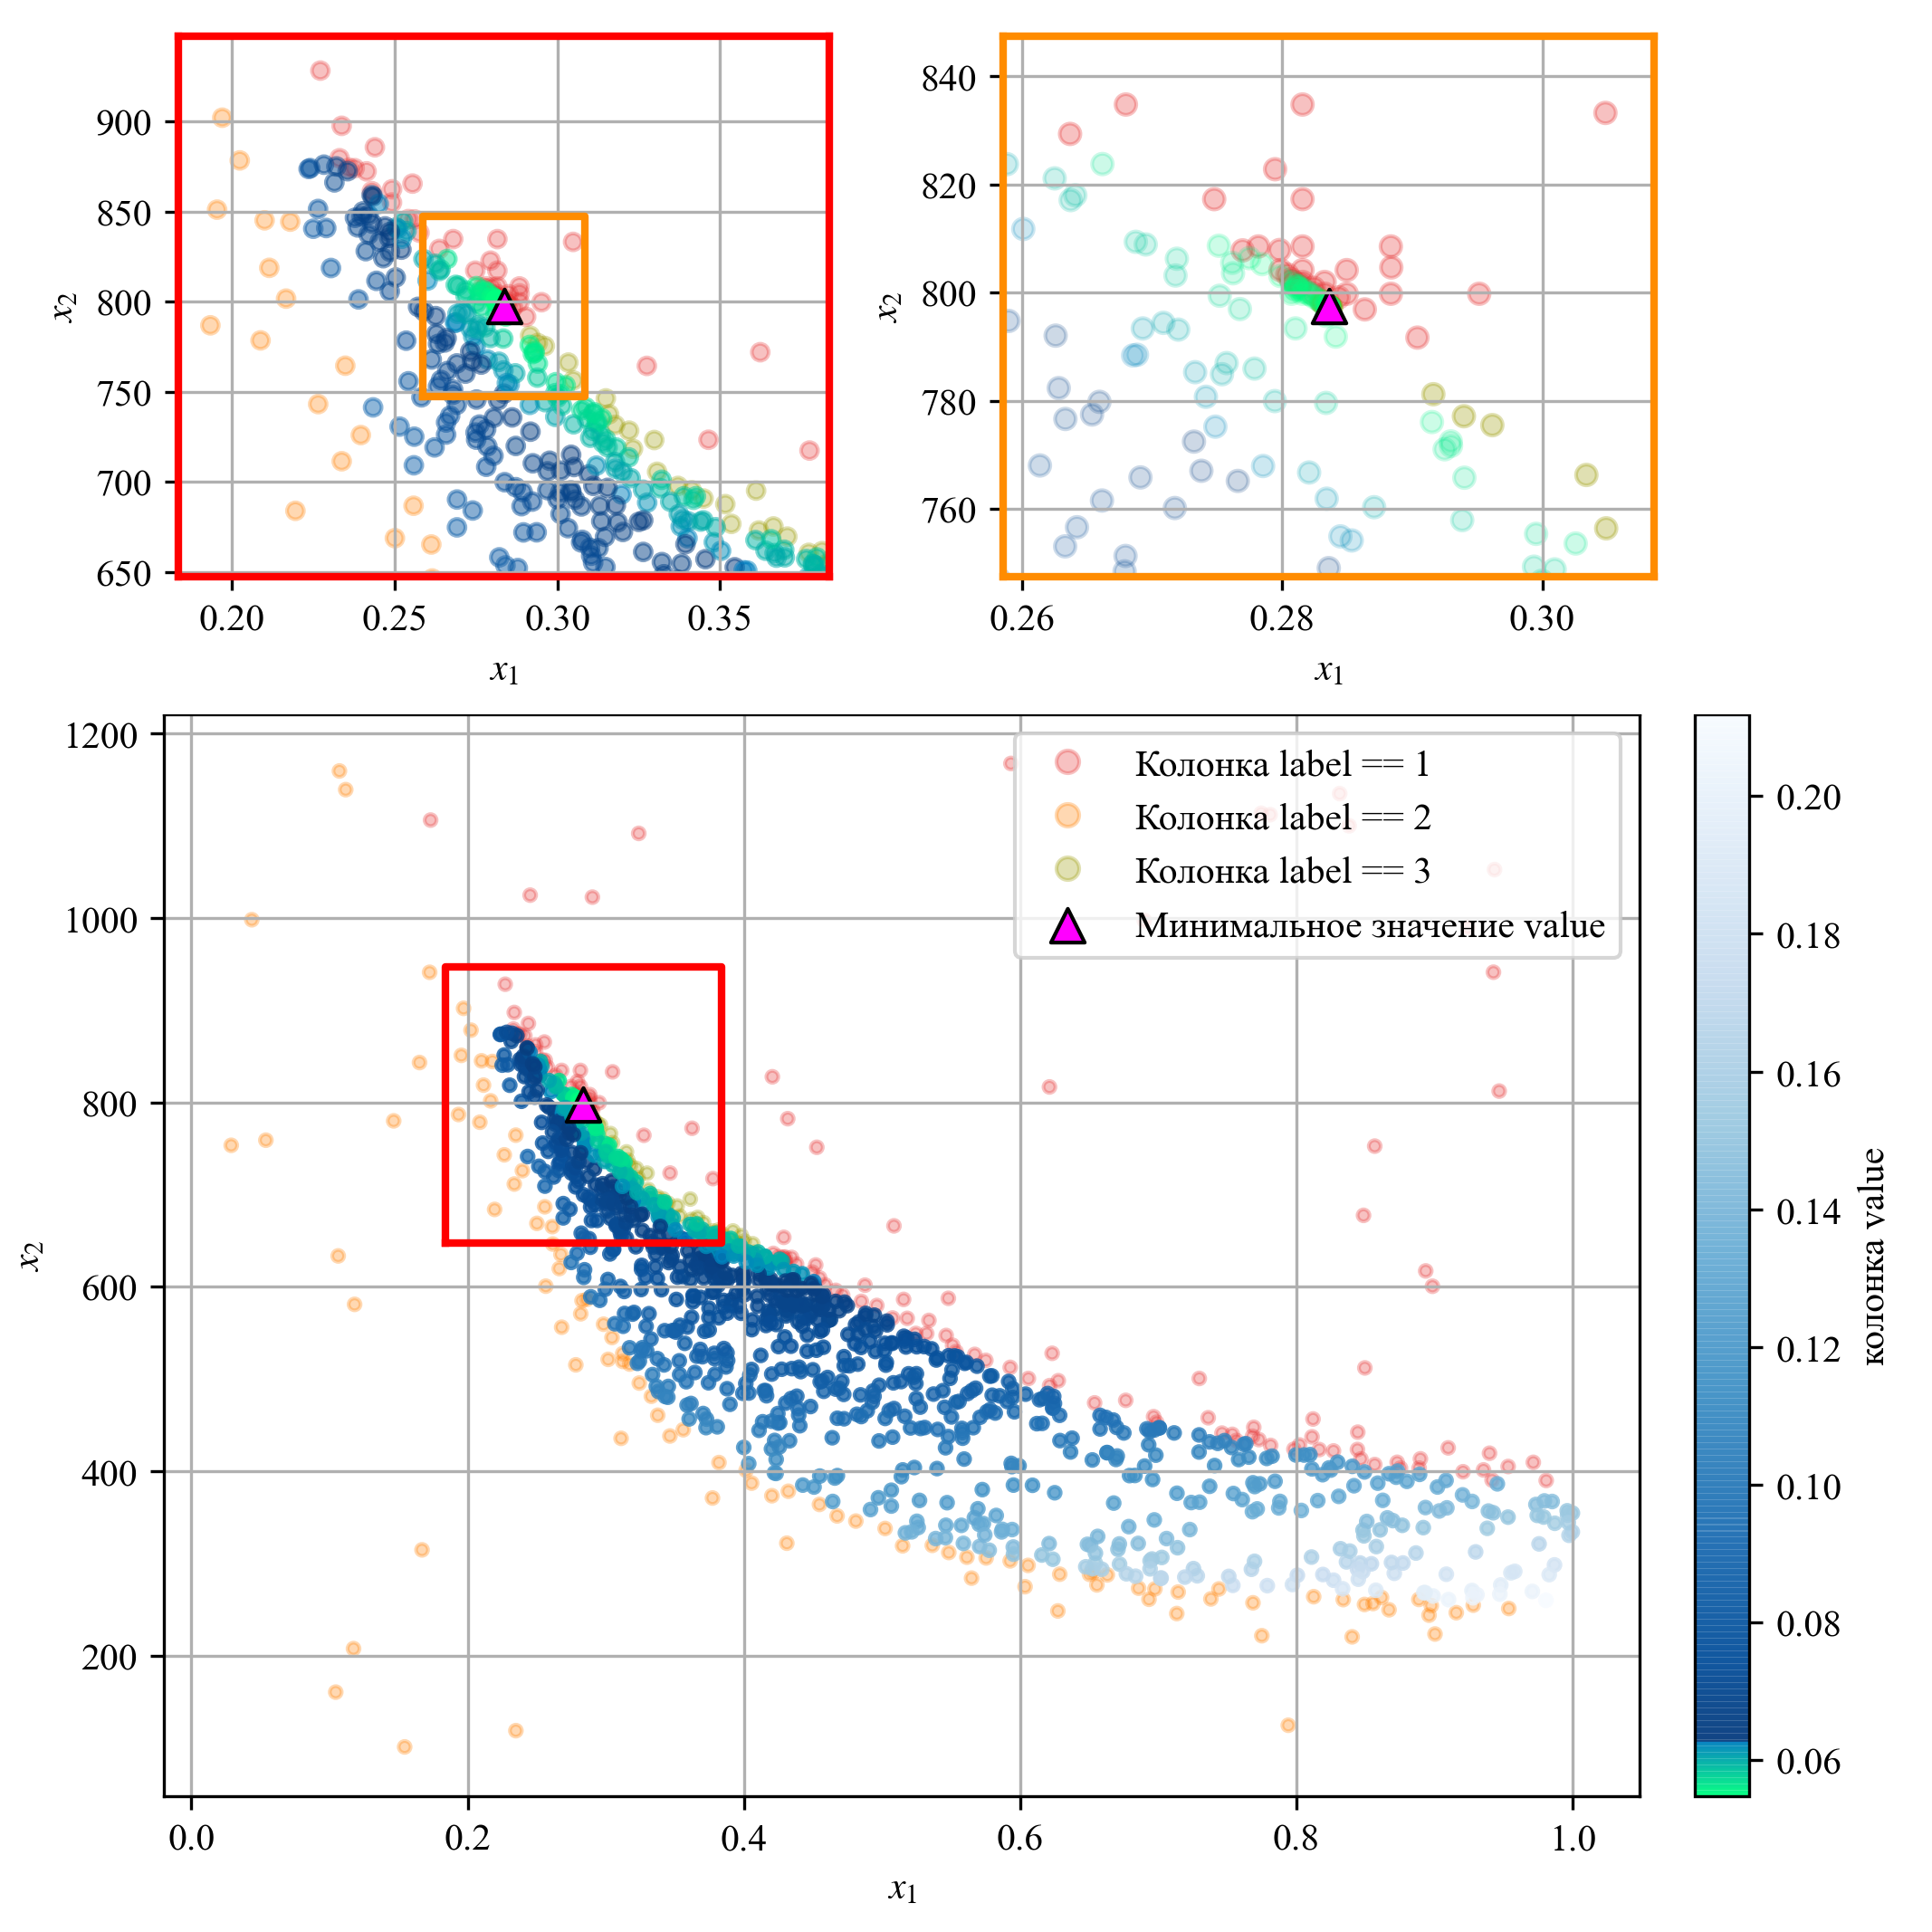 900
850
800
750
700
650
0.20 0.25 0.30 0.35
x₂
x₁
840
820
800
780
760
0.26 0.28 0.30
x₂
x₁
1200
1000
800
600
400
200
0.0 0.2 0.4 0.6 0.8 1.0
x₂
x₁
Колонка label == 1
Колонка label == 2
Колонка label == 3
Минимальное значение value
0.20
0.18
0.16
0.14
0.12
0.10
0.08
0.06
колонка value